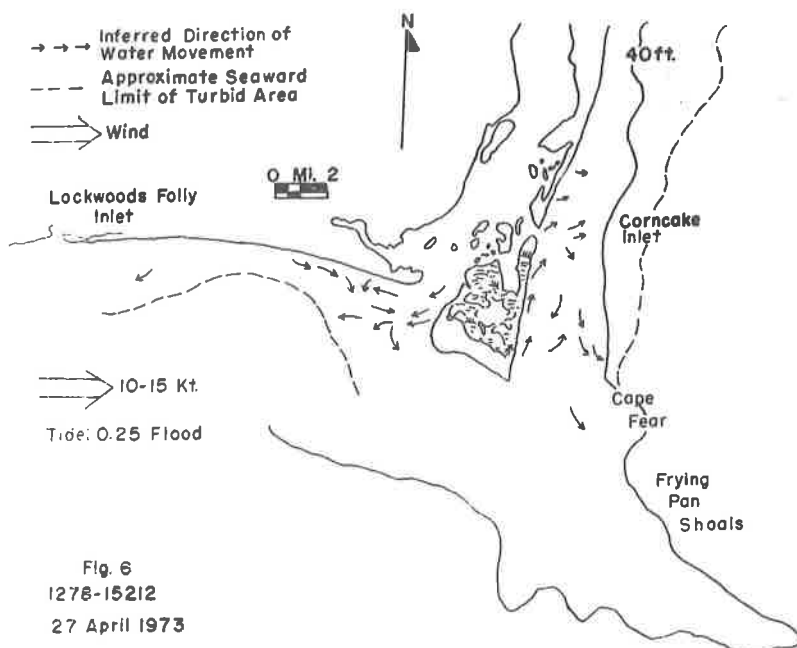 Inferred Direction of
Water Movement
Approximate Seaward
Limit of Turbid Area
Wind
N
40ft.
0 Mi. 2
Lockwoods Folly
Inlet
Corncake
Inlet
10-15 Kt.
Tide: 0.25 Flood
Cape
Fear
Frying
Pan
Shoals
Fig. 6
1278-15212
27 April 1973